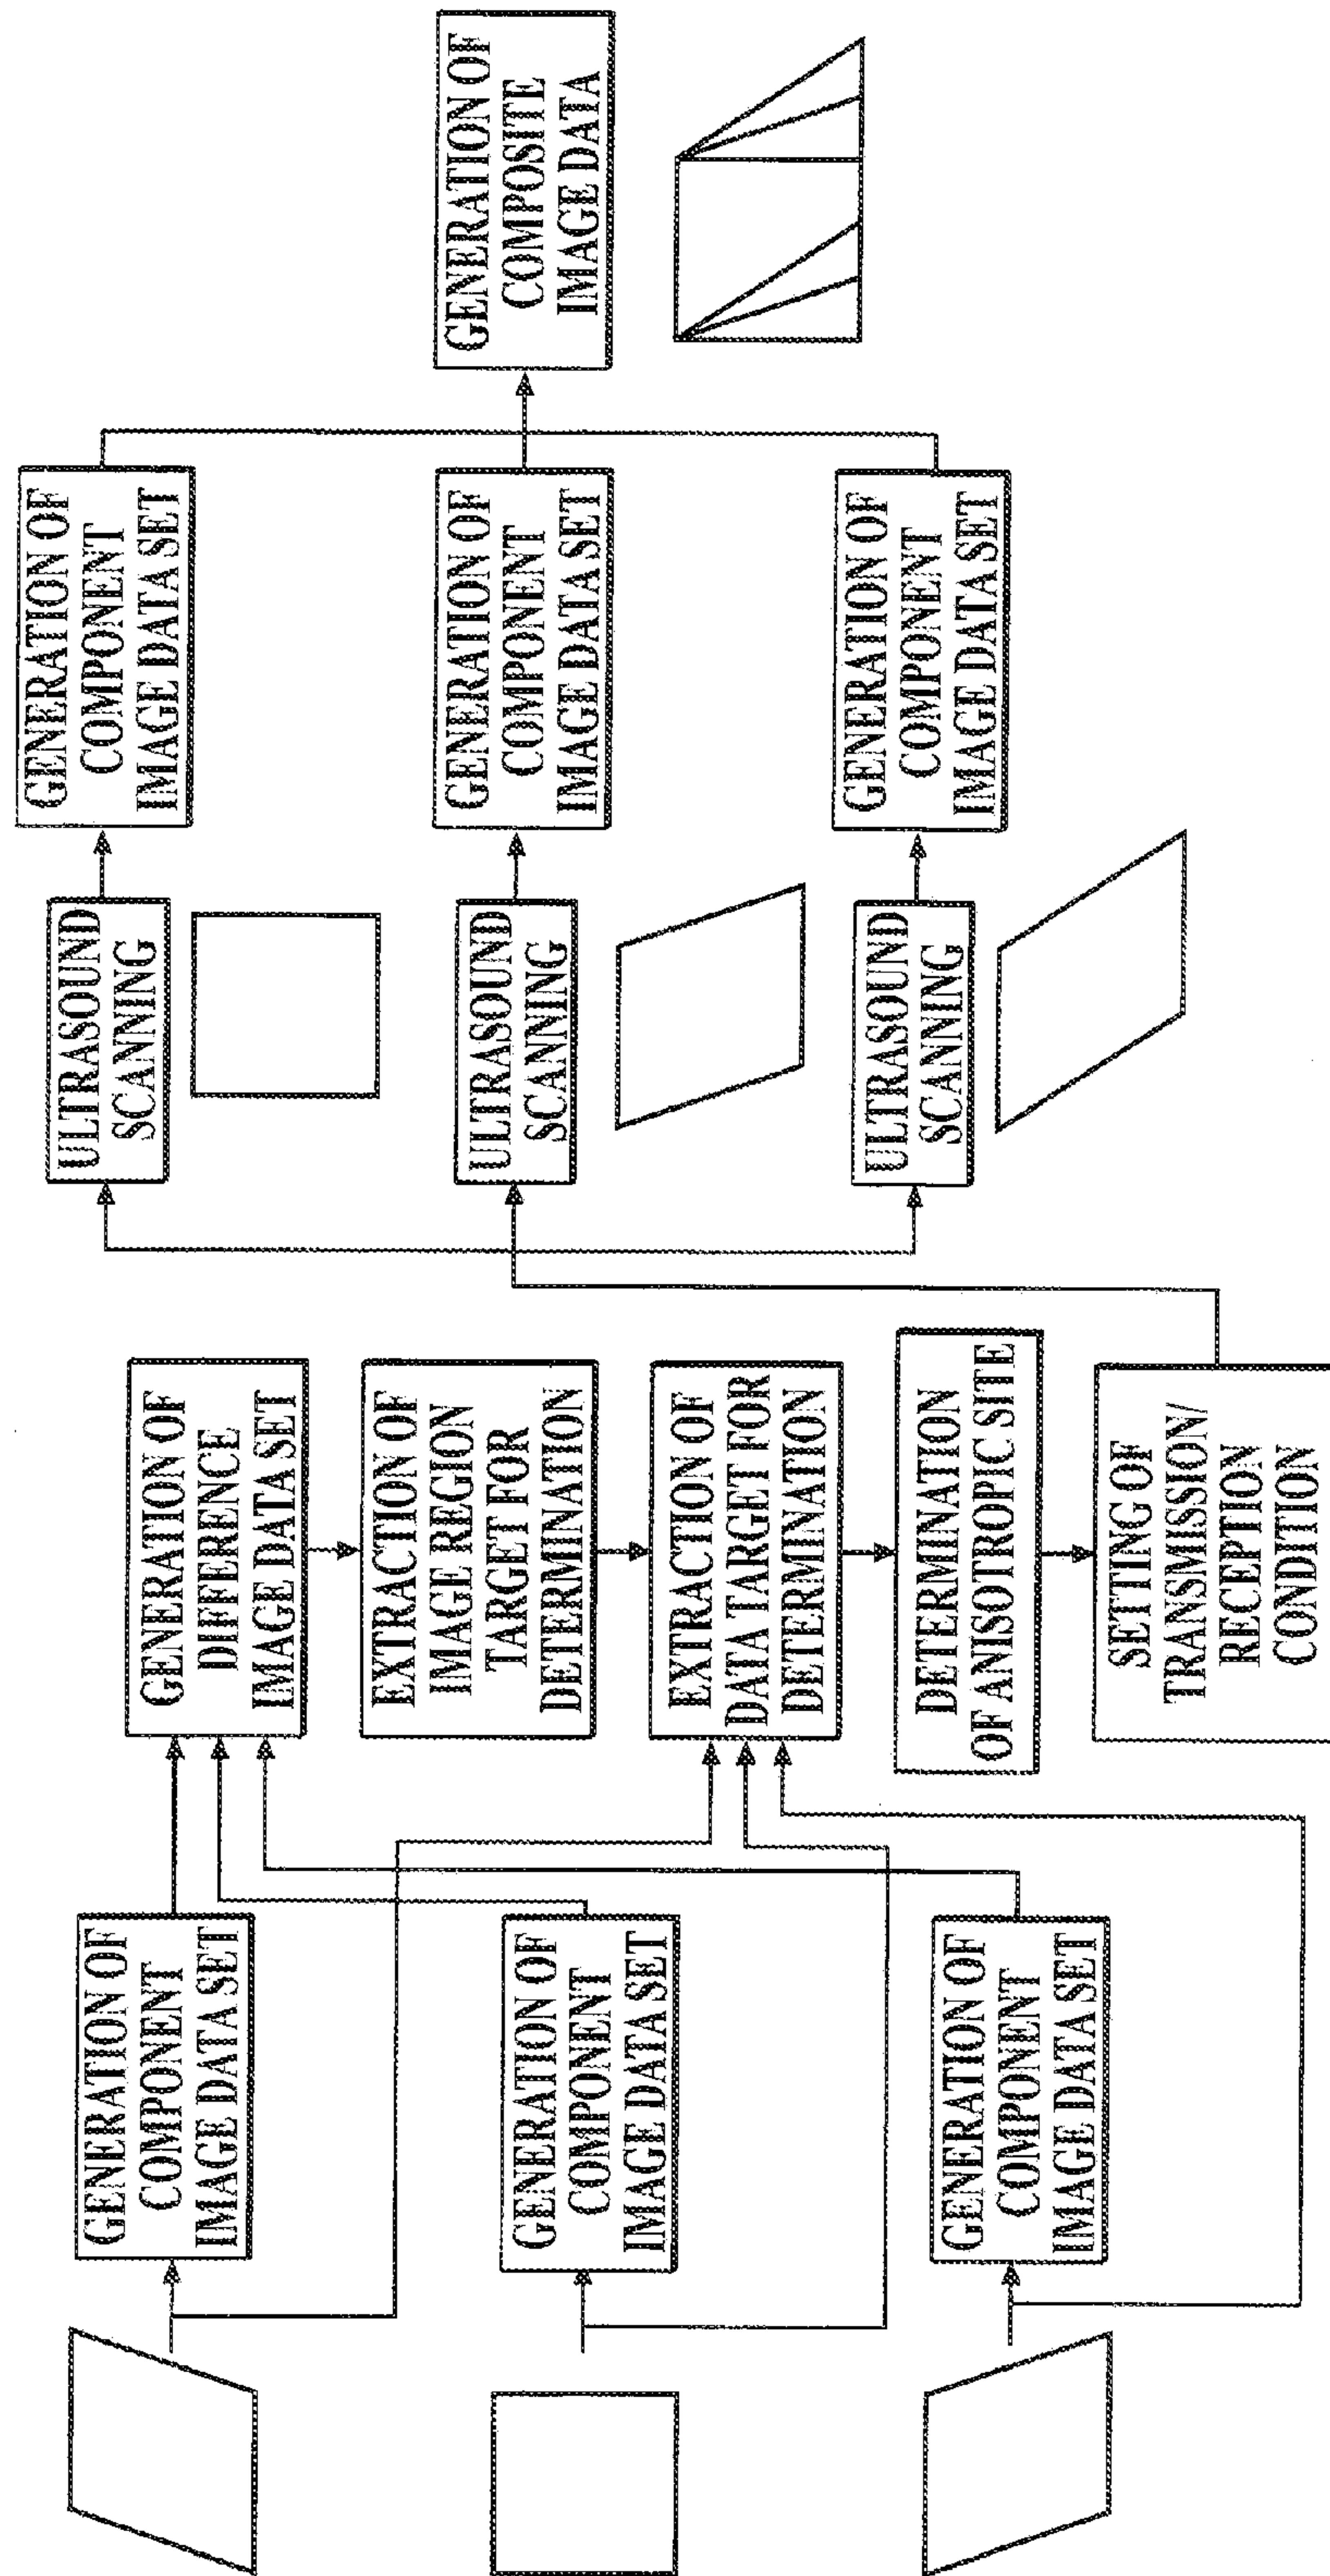 GENERATION OF
COMPONENT
IMAGE DATA SET
GENERATION OF
COMPONENT
IMAGE DATA SET
GENERATION OF
COMPONENT
IMAGE DATA SET
GENERATION OF
DIFERENCE
IMAGE DATA SET
EXTRACTION OF
IMAGE REGION
TARGET FOR
DETERMINATION
EXTRACTION OF
DATA TARGET FOR
DETERMINATION
DETERMINATION
OF ANISOTROPIC SITE
SETTING OF
TRANSMISSION/
RECEPTION
CONDITION
ULTRASOUND
SCANNING
ULTRASOUND
SCANNING
ULTRASOUND
SCANNING
GENERATION OF
COMPONENT
IMAGE DATA SET
GENERATION OF
COMPONENT
IMAGE DATA SET
GENERATION OF
COMPONENT
IMAGE DATA SET
GENERATION OF
COMPOSITE
IMAGE DATA